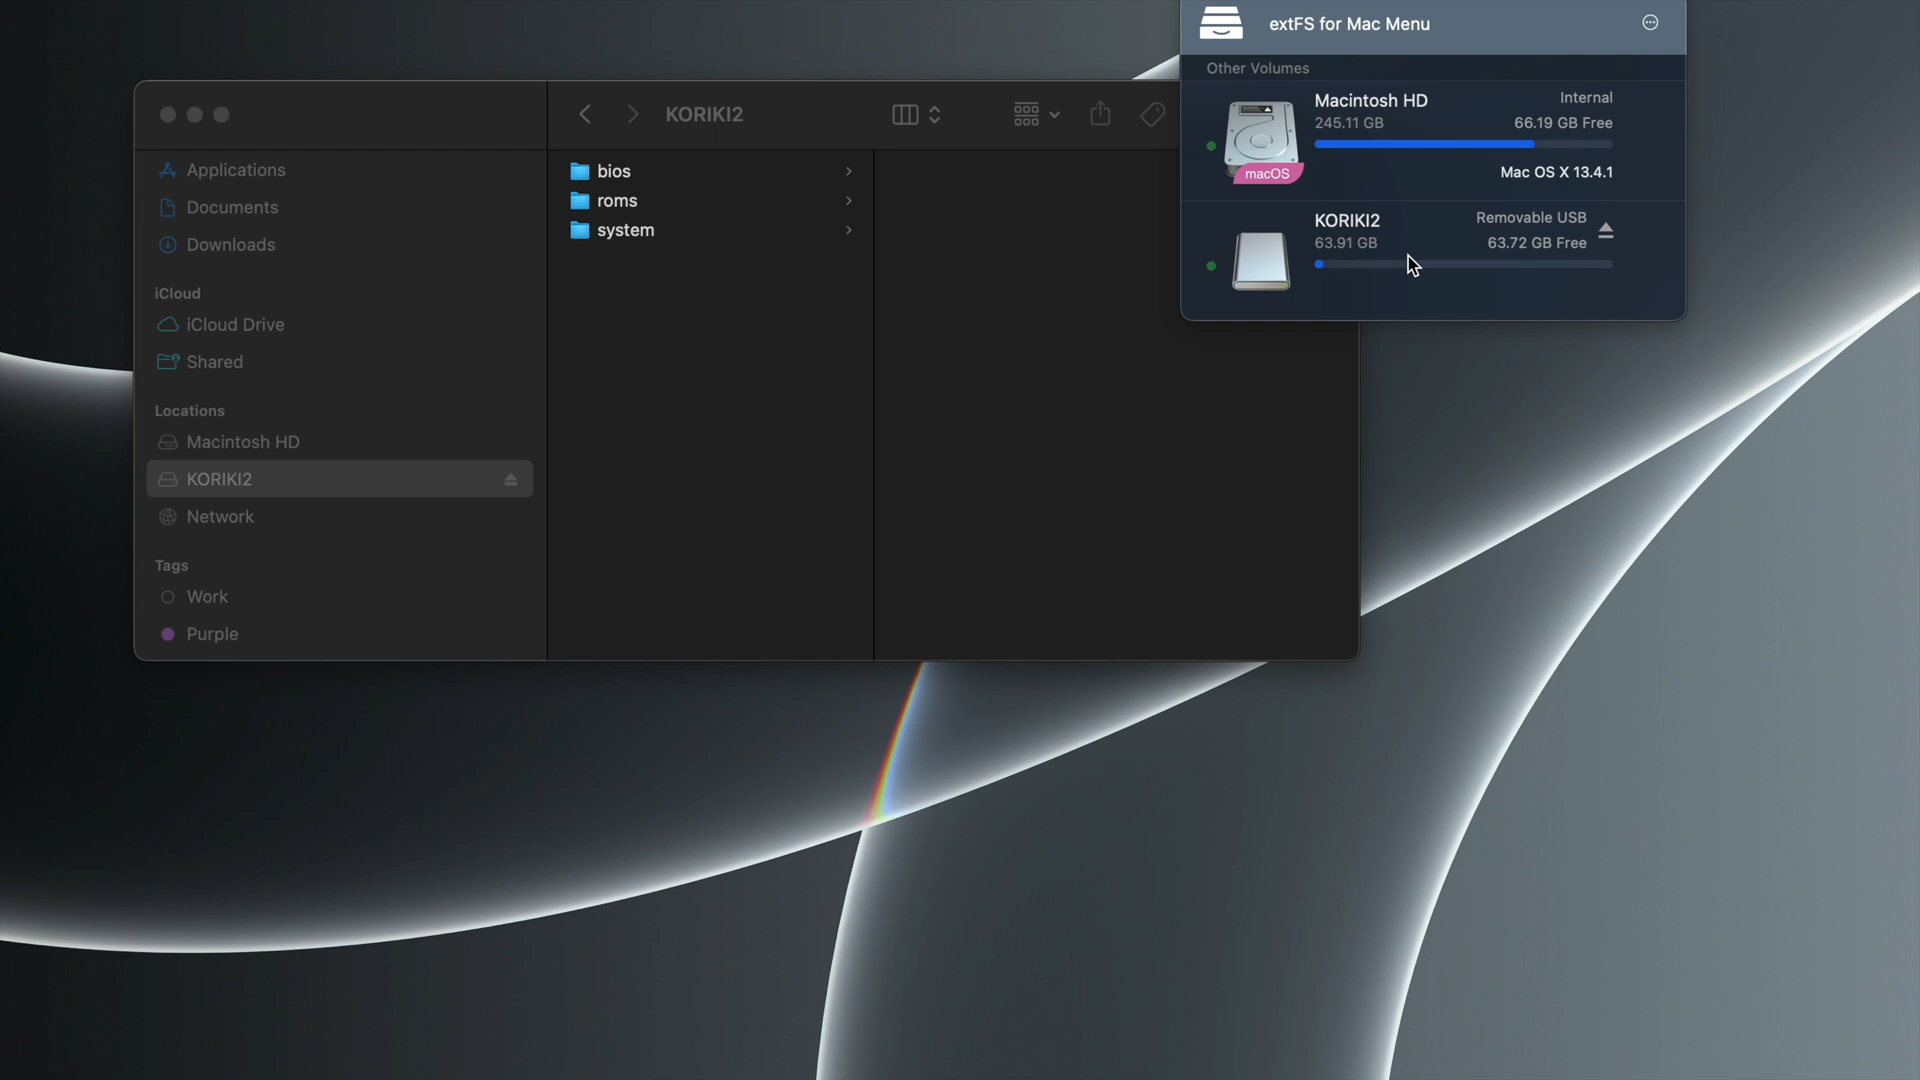 extFS for Mac Menu
Other Volumes
Macintosh HD
Internal
245.11 GB
66.19 GB Free
macOS
Mac OS X 13.4.1
KORIKI2
Removable USB
63.91 GB
63.72 GB Free
KORIKI2
Applications
Documents
Downloads
iCloud
iCloud Drive
Shared
Locations
Macintosh HD
KORIKI2
Network
Tags
Work
Purple
bios
roms
system